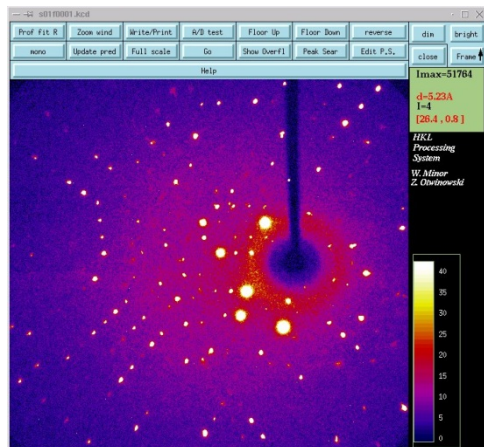 s01f0001.kcd
Prof fit R Zoom wind Write/Print A/D test Floor Up Floor Down reverse dim bright
mono Update pred Full scale Go Show Overfl Peak Sear Edit P.S. close Frame
Help
Imax=51764
d=5.23A
I=4
[26.4 , 0.8 ]
HKL
Processing
System
W. Minor
Z. Otwinowski
40
35
30
25
20
15
10
5
0